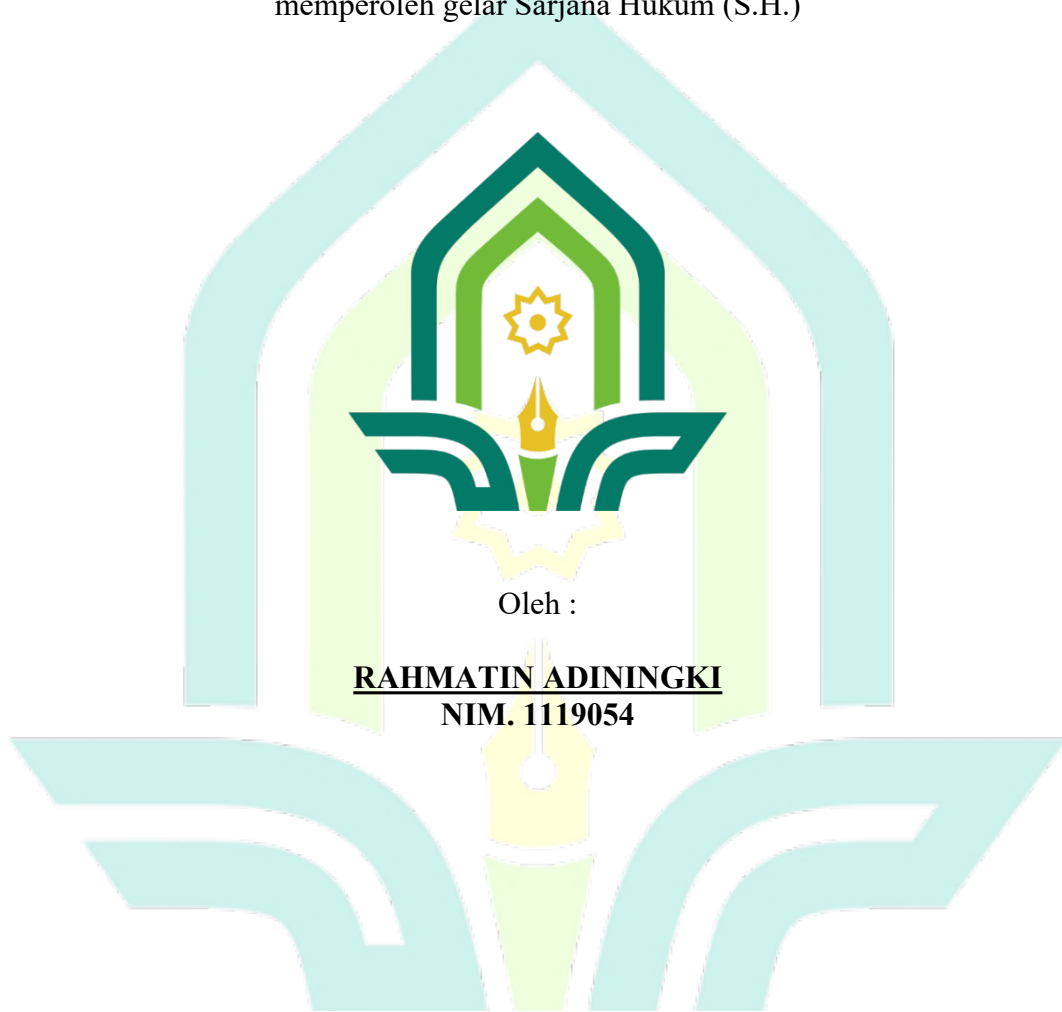 memperoleh gelar Sarjana Hukum (S.H.)
Oleh :
RAHMATIN ADININGKI
NIM. 1119054